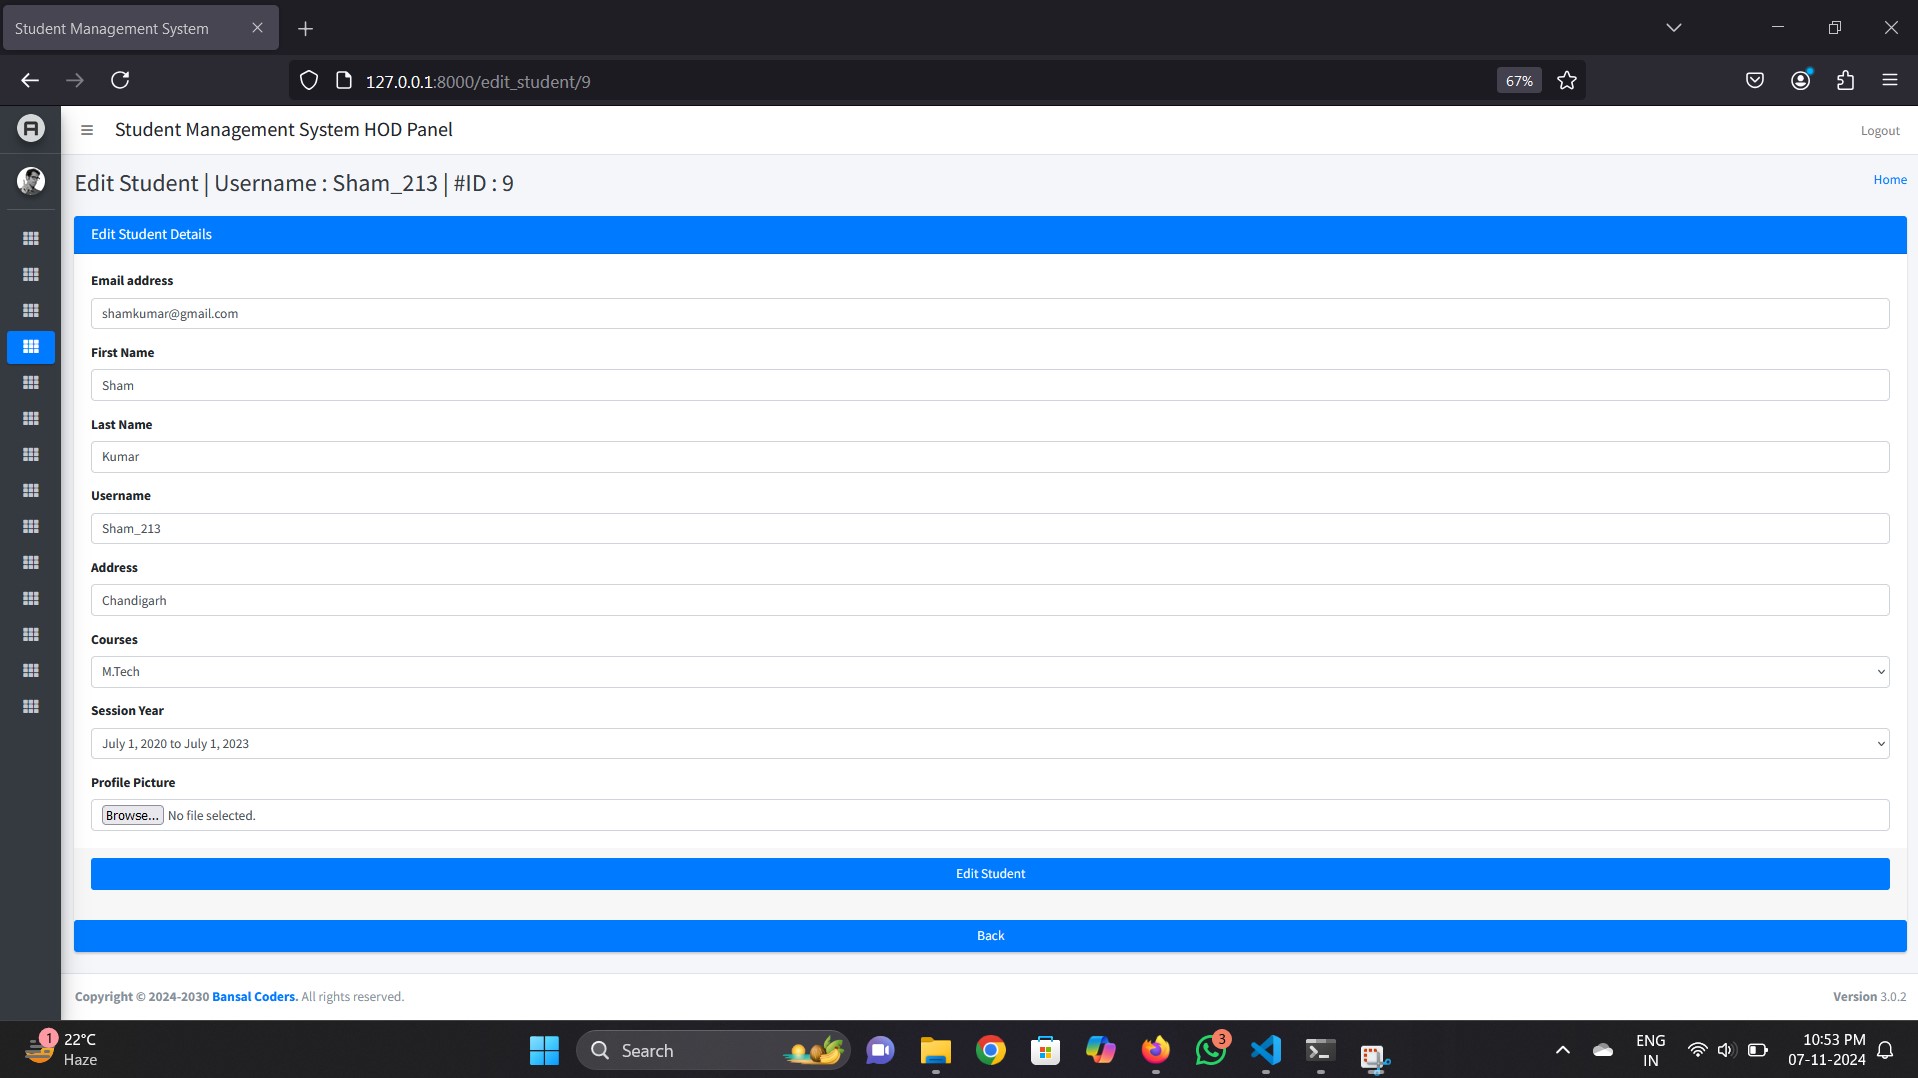 Student Management System
127.0.0.1:8000/edit_student/9
67%
Student Management System HOD Panel
Logout
Edit Student | Username : Sham_213 | #ID : 9
Home
Edit Student Details
Email address
shamkumar@gmail.com
First Name
Sham
Last Name
Kumar
Username
Sham_213
Address
Chandigarh
Courses
M.Tech
Session Year
July 1, 2020 to July 1, 2023
Profile Picture
Browse... No file selected.
Edit Student
Back
Copyright © 2024-2030 Bansal Coders. All rights reserved.
Version 3.0.2
1
22°C
Haze
Search
3
ENG
IN
10:53 PM
07-11-2024